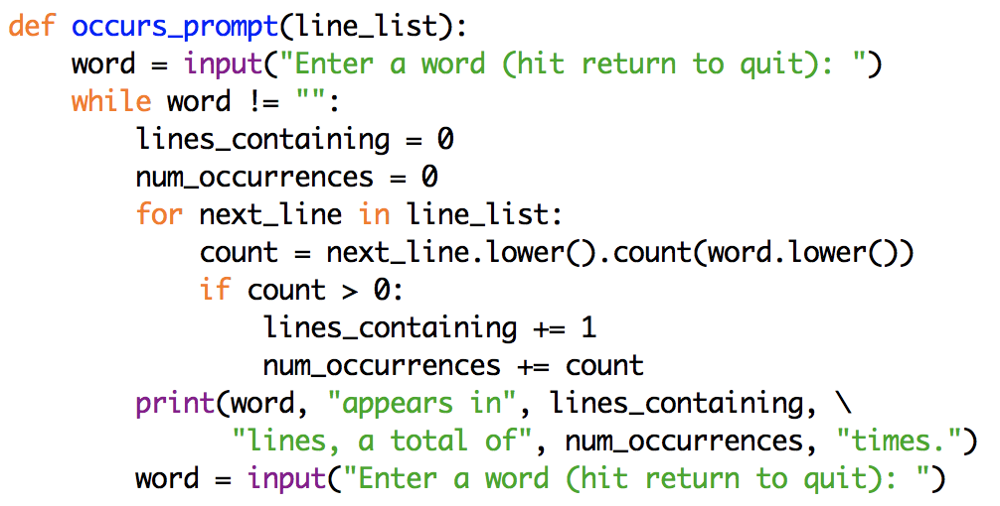 def occurs_prompt(line_list):
    word = input("Enter a word (hit return to quit): ")
    while word != "":
        lines_containing = 0
        num_occurrences = 0
        for next_line in line_list:
            count = next_line.lower().count(word.lower())
            if count > 0:
                lines_containing += 1
                num_occurrences += count
        print(word, "appears in", lines_containing, \
              "lines, a total of", num_occurrences, "times.")
        word = input("Enter a word (hit return to quit): ")